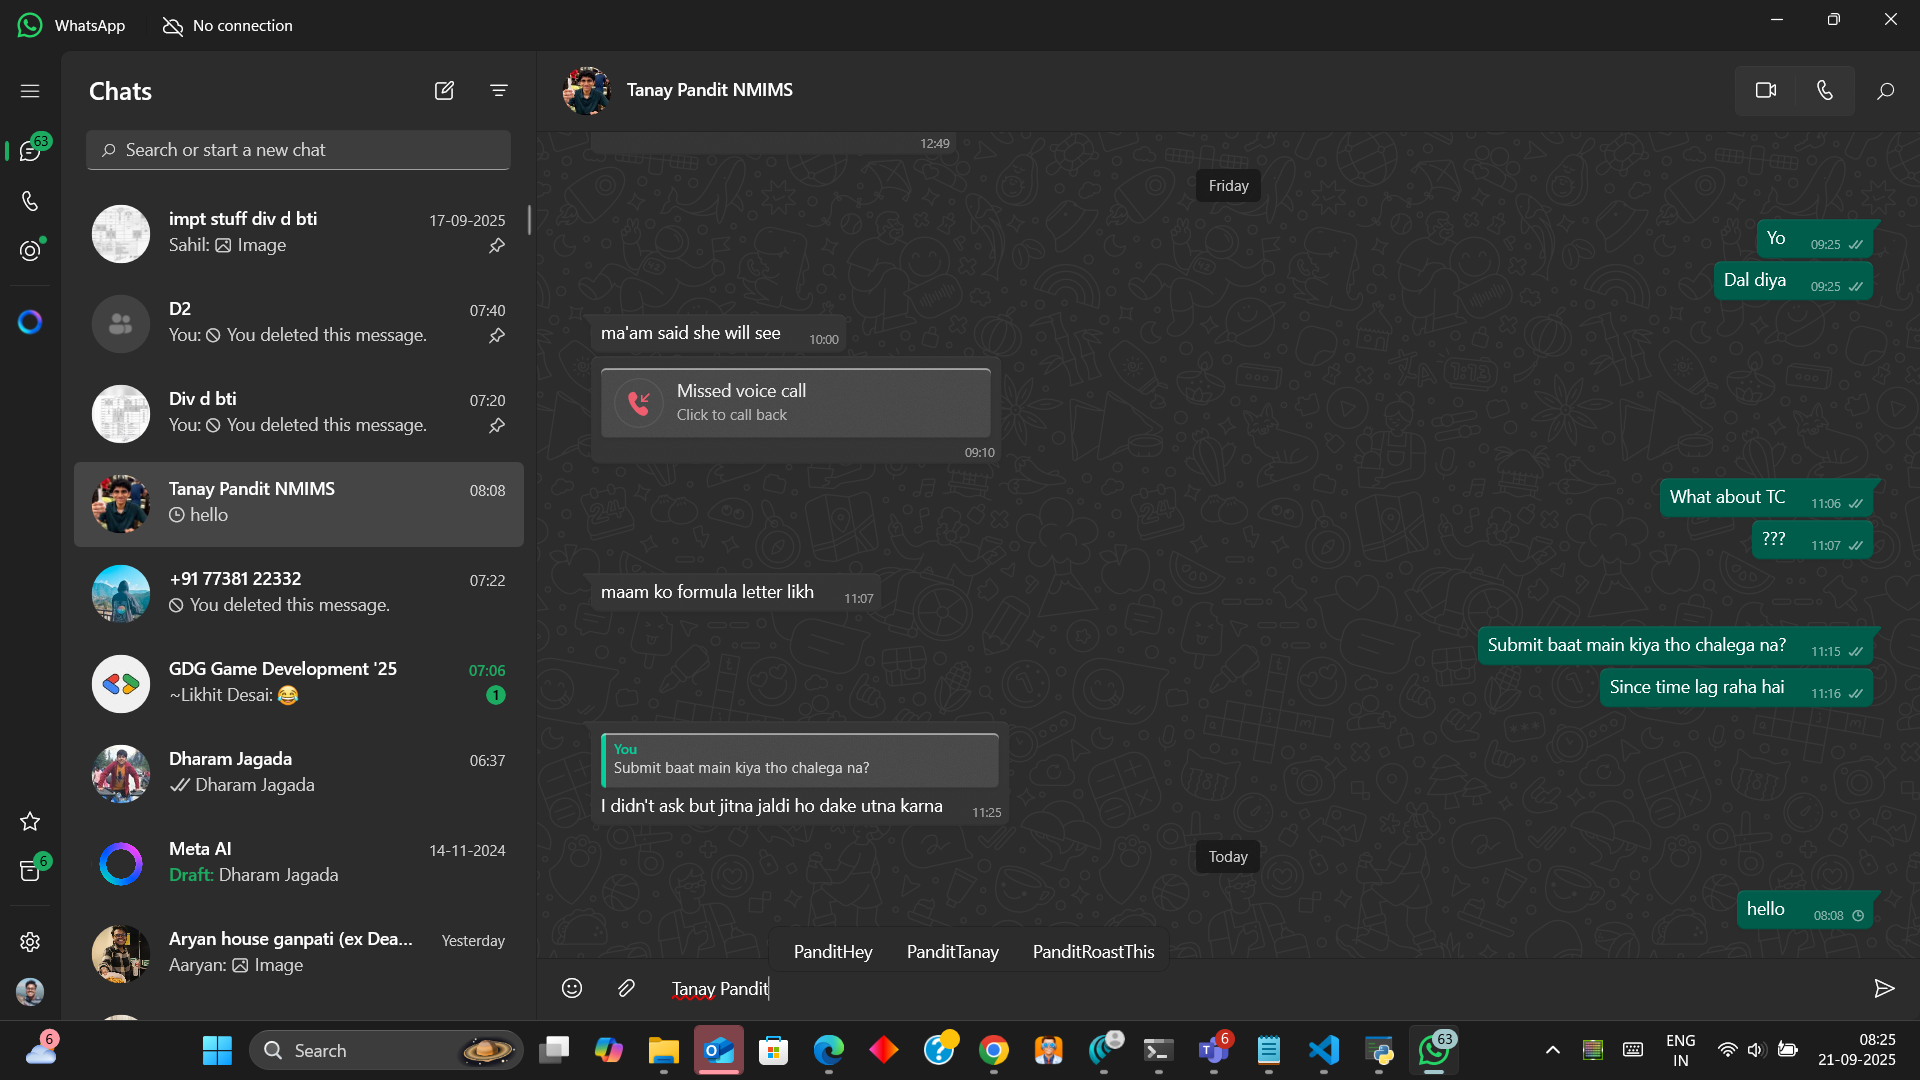 WhatsApp
No connection
Chats
63
Search or start a new chat
impt stuff div d bti
17-09-2025
Sahil: Image
D2
07:40
You: You deleted this message.
Div d bti
07:20
You: You deleted this message.
Tanay Pandit NMIMS
08:08
hello
+91 77381 22332
07:22
You deleted this message.
GDG Game Development '25
07:06
~Likhit Desai: 😂
1
Dharam Jagada
06:37
Dharam Jagada
Meta AI
14-11-2024
Draft: Dharam Jagada
Aryan house ganpati (ex Dea...
Yesterday
Aaryan: Image
6
Tanay Pandit NMIMS
12:49
Friday
Yo 09:25
Dal diya 09:25
ma'am said she will see 10:00
Missed voice call
Click to call back
09:10
What about TC 11:06
??? 11:07
maam ko formula letter likh 11:07
Submit baat main kiya tho chalega na? 11:15
Since time lag raha hai 11:16
You
Submit baat main kiya tho chalega na?
I didn't ask but jitna jaldi ho dake utna karna 11:25
Today
hello 08:08
PanditHey PanditTanay PanditRoastThis
Tanay Pandit
6
Search
6
63
ENG
IN
08:25
21-09-2025